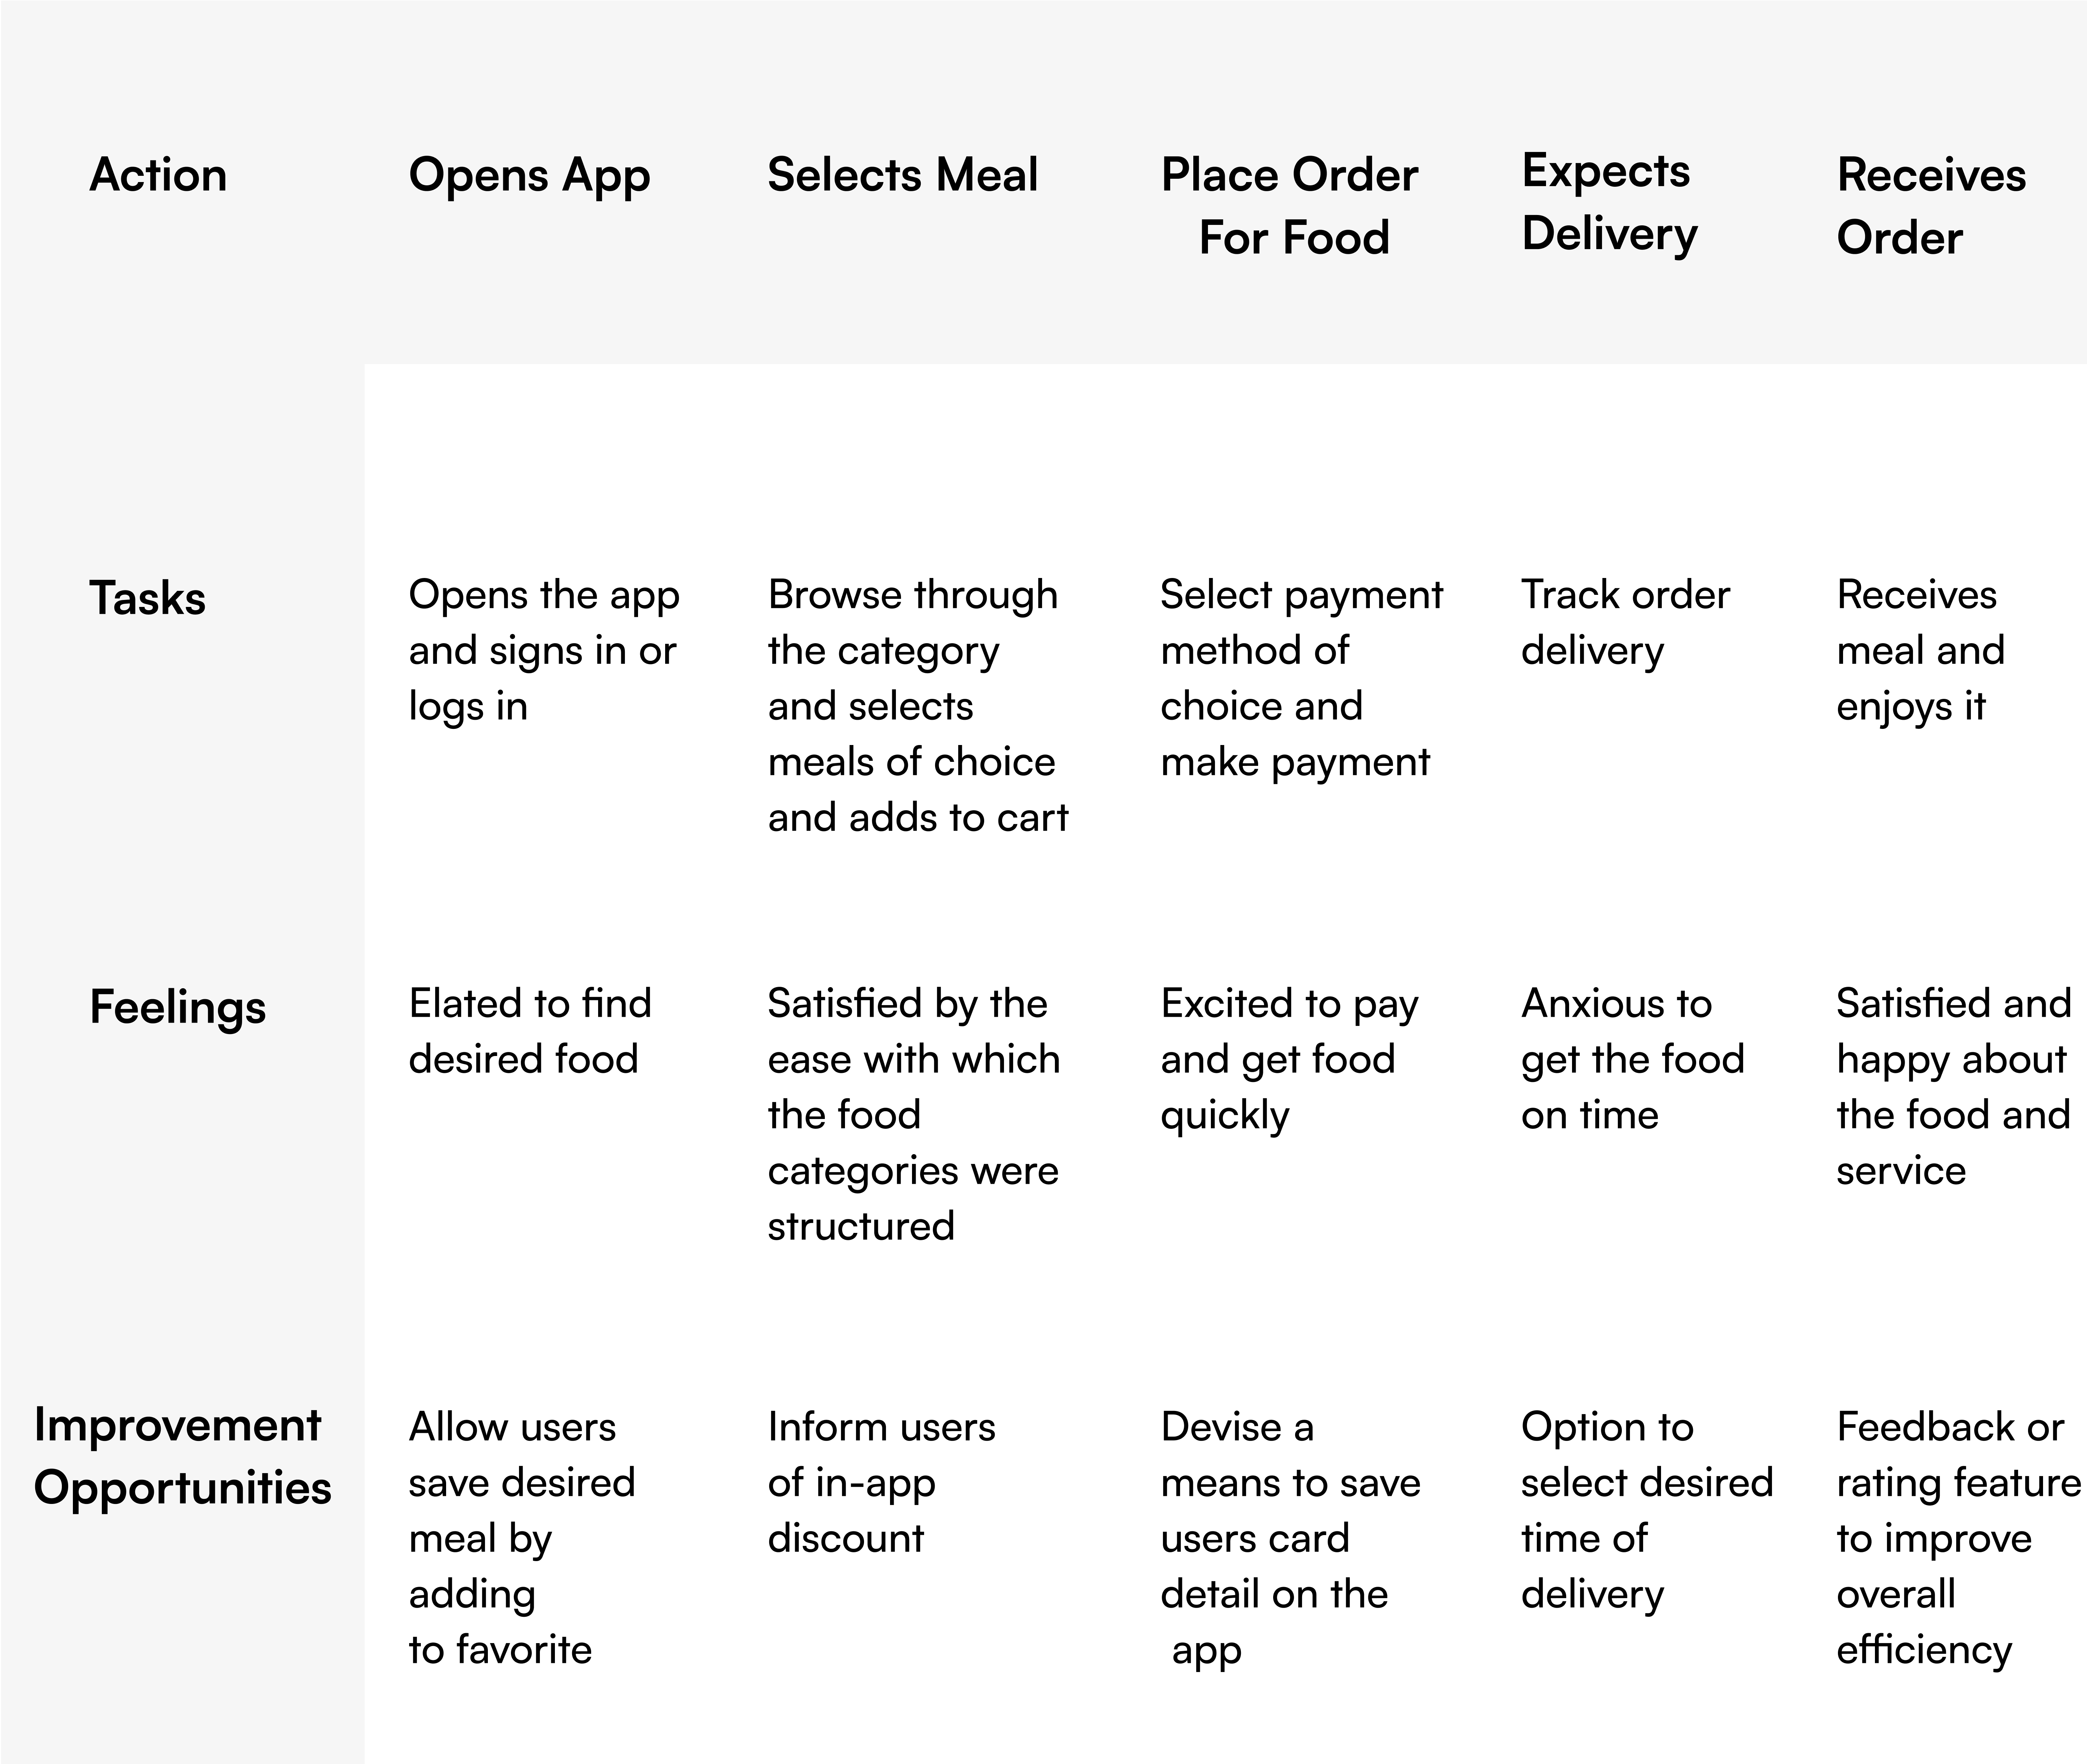 Action
Opens App
Selects Meal
Place Order
For Food
Expects
Delivery
Receives
Order
Tasks
Opens the app
and signs in or
logs in
Browse through
the category
and selects
meals of choice
and adds to cart
Select payment
method of
choice and
make payment
Track order
delivery
Receives
meal and
enjoys it
Feelings
Elated to find
desired food
Satisfied by the
ease with which
the food
categories were
structured
Excited to pay
and get food
quickly
Anxious to
get the food
on time
Satisfied and
happy about
the food and
service
Improvement
Opportunities
Allow users
save desired
meal by
adding
to favorite
Inform users
of in-app
discount
Devise a
means to save
users card
detail on the
app
Option to
select desired
time of
delivery
Feedback or
rating feature
to improve
overall
efficiency